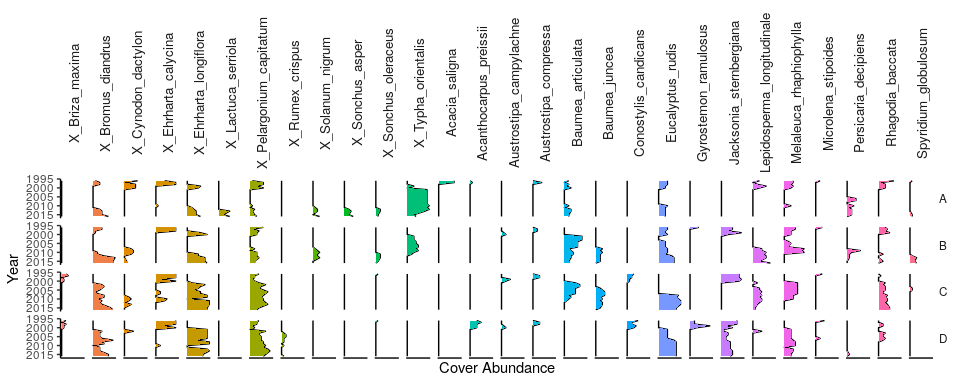 X_Briza_maxima
X_Bromus_diandrus
X_Cynodon_dactylon
X_Ehrharta_calycina
X_Ehrharta_longiflora
X_Lactuca_serriola
X_Pelargonium_capitatum
X_Rumex_crispus
X_Solanum_nigrum
X_Sonchus_asper
X_Sonchus_oleraceus
X_Typha_orientalis
Acacia_saligna
Acanthocarpus_preissii
Austrostipa_campylachne
Austrostipa_compressa
Baumea_articulata
Baumea_juncea
Conostylis_candicans
Eucalyptus_rudis
Gyrostemon_ramulosus
Jacksonia_sternbergiana
Lepidosperma_longitudinale
Melaleuca_rhaphiophylla
Microlena_stipoides
Persicaria_decipiens
Rhagodia_baccata
Spyridium_globulosum
Year
1995
2000
2005
2010
2015
A
1995
2000
2005
2010
2015
B
1995
2000
2005
2010
2015
C
1995
2000
2005
2010
2015
D
Cover Abundance